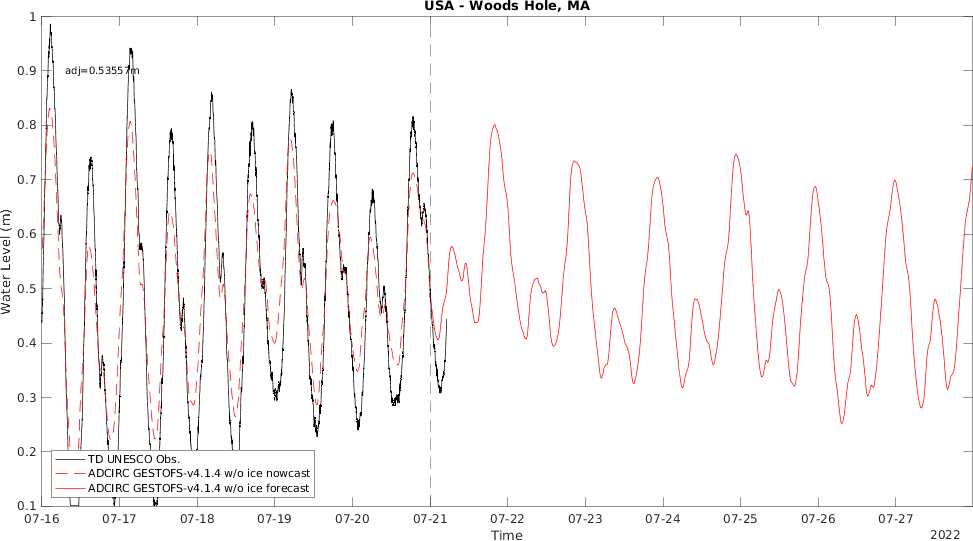 USA - Woods Hole, MA
1
adj=0.53557m
0.9
0.8
0.7
0.6
0.5
0.4
0.3
0.2
0.1
Water Level (m)
TD UNESCO Obs.
ADCIRC GESTOFS-v4.1.4 w/o ice nowcast
ADCIRC GESTOFS-v4.1.4 w/o ice forecast
07-16 07-17 07-18 07-19 07-20 07-21 07-22 07-23 07-24 07-25 07-26 07-27
Time
2022